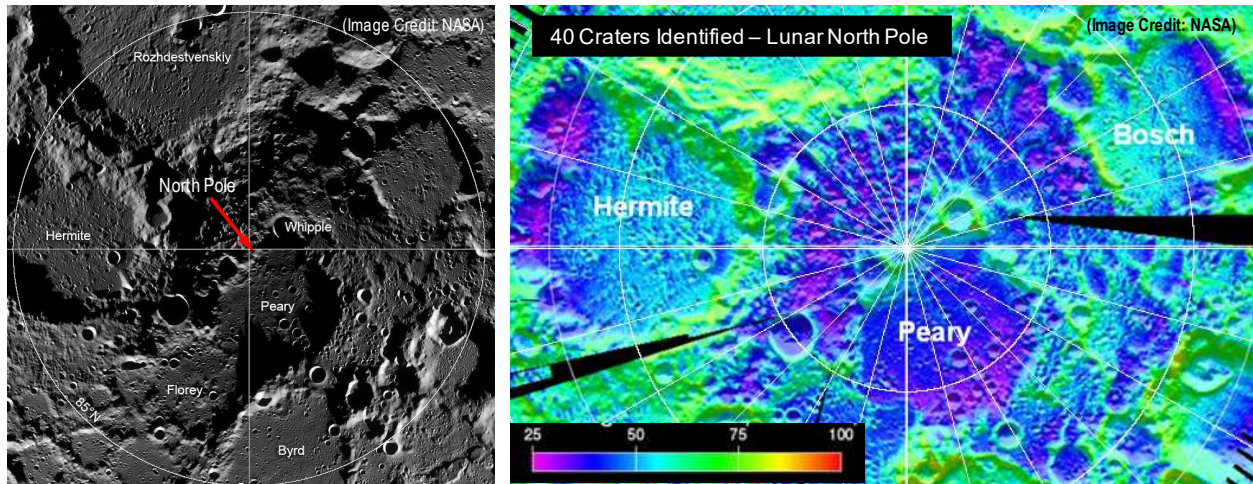 (Image Credit: NASA)
Rozhdestvenskiy
North Pole
Whipple
Hermite
Peary
Florey
85°N
Byrd
40 Craters Identified – Lunar North Pole
(Image Credit: NASA)
Bosch
Hermite
Peary
25 50 75 100